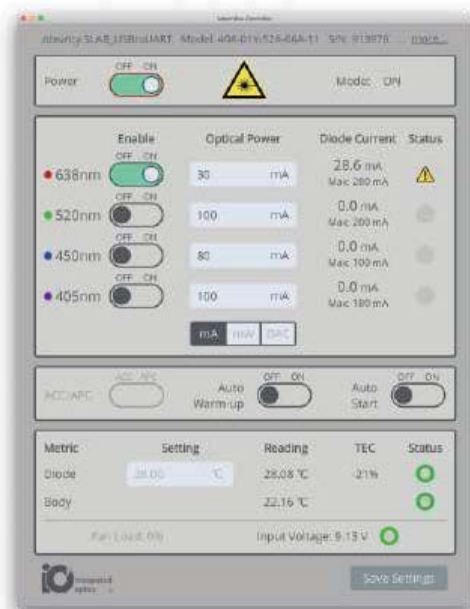 Power OFF ON Mode: ON
Enable Optical Power Diode Current Status
OFF ON
638nm 30 mA 28.6 mA
Max: 280 mA
OFF ON
520nm 100 mA 0.0 mA
Max: 200 mA
OFF ON
450nm 80 mA 0.0 mA
Max: 100 mA
OFF ON
405nm 100 mA 0.0 mA
Max: 180 mA
mA mW DAC
ACC APC OFF ON OFF ON
ACC/APC Auto Warm-up Auto Start
Metric Setting Reading TEC Status
Diode 28.00 °C 28.08 °C -21%
Body 22.16 °C
Fan Load: 0% Input Voltage: 9.13 V
iO integrated optics Save Settings